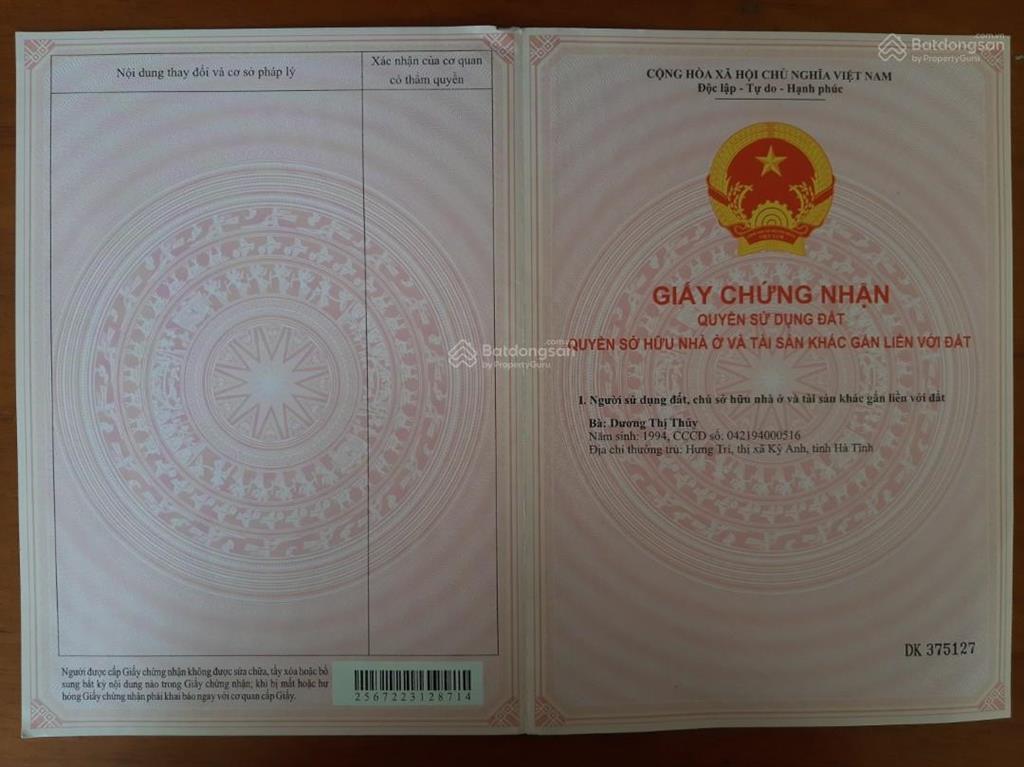 Nội dung thay đổi và cơ sở pháp lý
Xác nhận của cơ quan
có thẩm quyền
Người được cấp Giấy chứng nhận không được sửa chữa, tẩy xóa hoặc bổ
sung bất kỳ nội dung nào trong Giấy chứng nhận; khi bị mất hoặc hư
hỏng Giấy chứng nhận phải khai báo ngay với cơ quan cấp Giấy.
2567223128714
Batdongsan
by PropertyGuru
Batdongsan.com.vn
by PropertyGuru
CỘNG HÒA XÃ HỘI CHỦ NGHĨA VIỆT NAM
Độc lập - Tự do - Hạnh phúc
GIẤY CHỨNG NHẬN
QUYỀN SỬ DỤNG ĐẤT
QUYỀN SỞ HỮU NHÀ Ở VÀ TÀI SẢN KHÁC GẮN LIỀN VỚI ĐẤT
I. Người sử dụng đất, chủ sở hữu nhà ở và tài sản khác gắn liền với đất
Bà: Dương Thị Thủy
Năm sinh: 1994, CCCD số: 042194000516
Địa chỉ thường trú: Hưng Trí, thị xã Kỳ Anh, tỉnh Hà Tĩnh
DK 375127